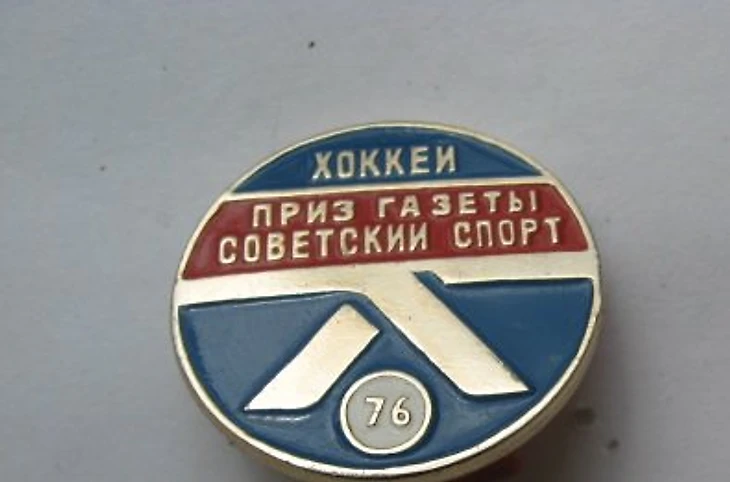 ХОККЕИ
ПРИЗ ГАЗЕТЫ
СОВЕТСКИИ СПОРТ
76